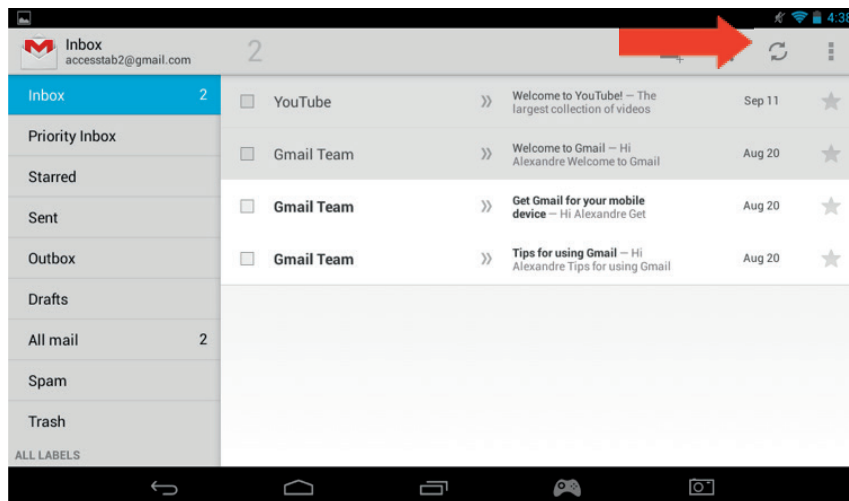 4:38
Inbox
accesstab2@gmail.com
2
Inbox 2
Priority Inbox
Starred
Sent
Outbox
Drafts
All mail 2
Spam
Trash
ALL LABELS
YouTube
Welcome to YouTube! — The
largest collection of videos
Sep 11
Gmail Team
Welcome to Gmail — Hi
Alexandre Welcome to Gmail
Aug 20
Gmail Team
Get Gmail for your mobile
device — Hi Alexandre Get
Aug 20
Gmail Team
Tips for using Gmail — Hi
Alexandre Tips for using Gmail
Aug 20